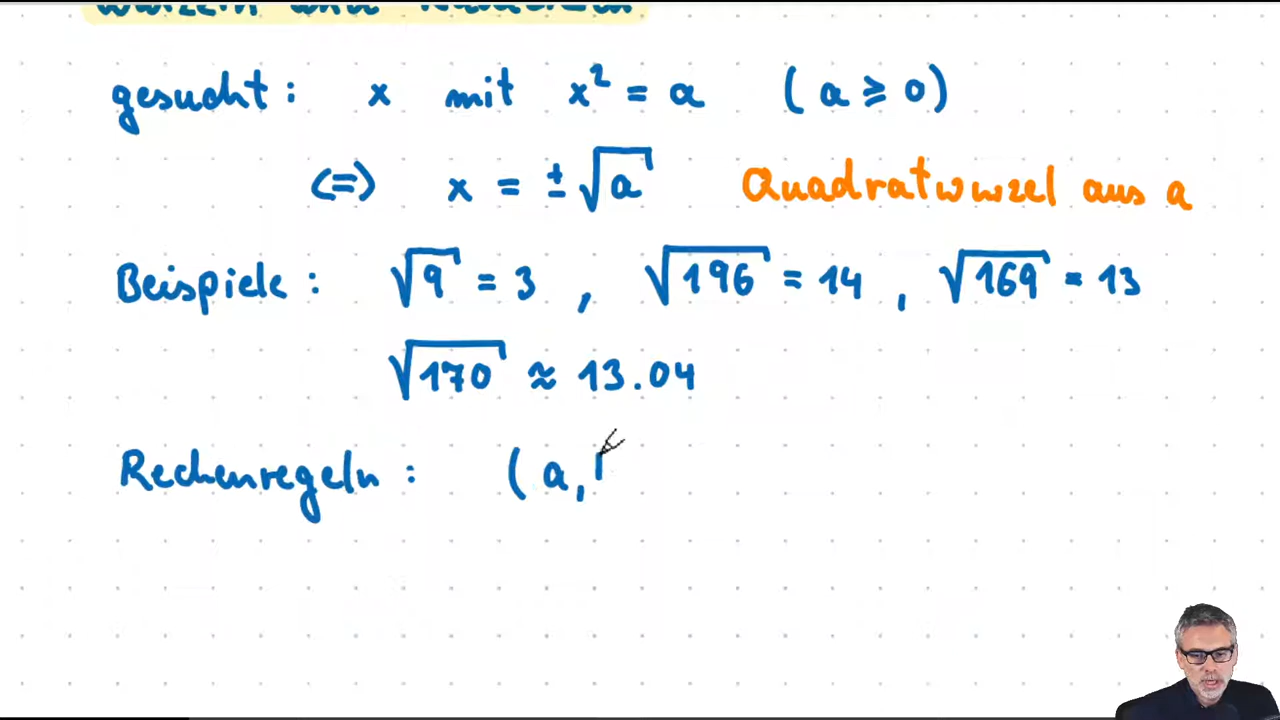 gesucht: x mit x² = a (a ≥ 0)
(=) x = ±√a Quadratwurzel aus a
Beispiele: √9 = 3, √196 = 14, √169 = 13
√170 ≈ 13.04
Rechenregeln: (a,